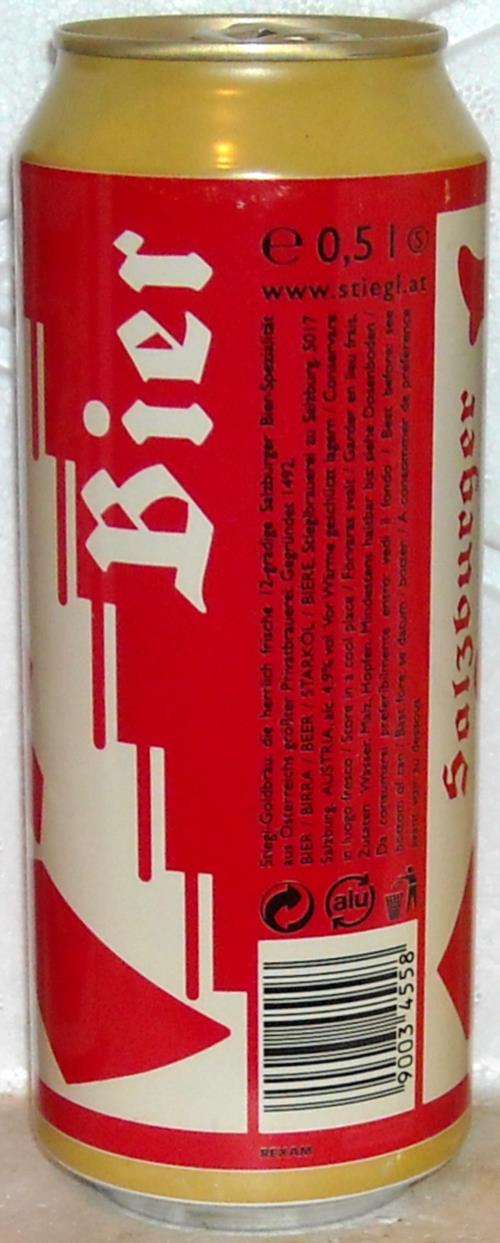 Bier
e 0,5 l S
www.stiegl.at
Stiegl-Goldbräu, die herrlich frische 12-grädige Salzburger Bier-Spezialität
aus Österreichs größter Privatbrauerei. Gegründet 1492.
BIER / BIRRA / BEER / STARKÖL / BIÈRE, Stieglbrauerei zu Salzburg, 5017
Salzburg, AUSTRIA, alc. 4,9% vol. Vor Wärme geschützt lagern / Conservare
in luogo fresco / Store in a cool place / Förvaras svalt / Garder en lieu frais.
Zutaten: Wasser, Malz, Hopfen. Mindestens haltbar bis: siehe Dosenboden /
Da consumarsi preferibilmente entro: vedi il fondo / Best before: see
bottom of can / Bäst före: se datum i botten / A consommer de préférence
avant: voir au dessous
alu
9003 4558
REXAM
Salzburger